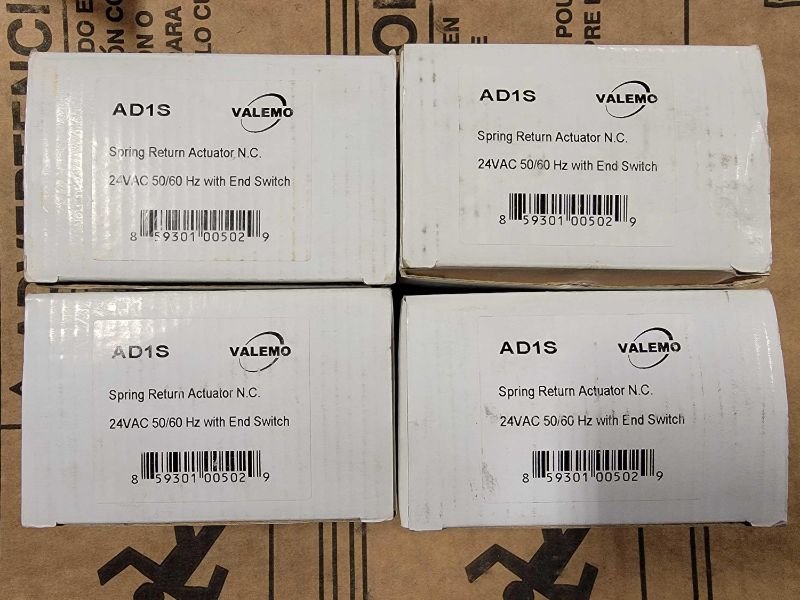 AD1S VALEMO
Spring Return Actuator N.C.
24VAC 50/60 Hz with End Switch
8 59301 00502 9
AD1S VALEMO
Spring Return Actuator N.C.
24VAC 50/60 Hz with End Switch
8 59301 00502 9
AD1S VALEMO
Spring Return Actuator N.C.
24VAC 50/60 Hz with End Switch
8 59301 00502 9
AD1S VALEMO
Spring Return Actuator N.C.
24VAC 50/60 Hz with End Switch
8 59301 00502 9
PARA